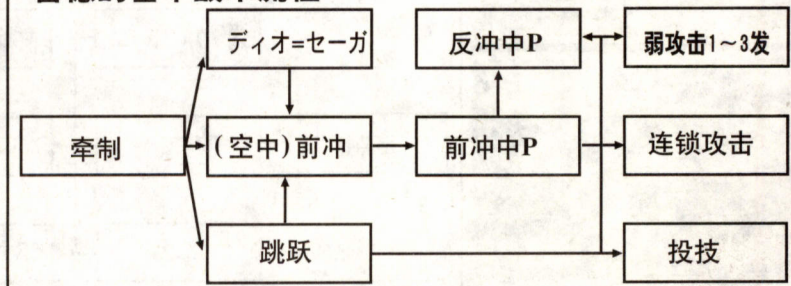 ディオ=セーガ
反冲中P
弱攻击1~3发
牵制
(空中)前冲
前冲中P
连锁攻击
跳跃
投技